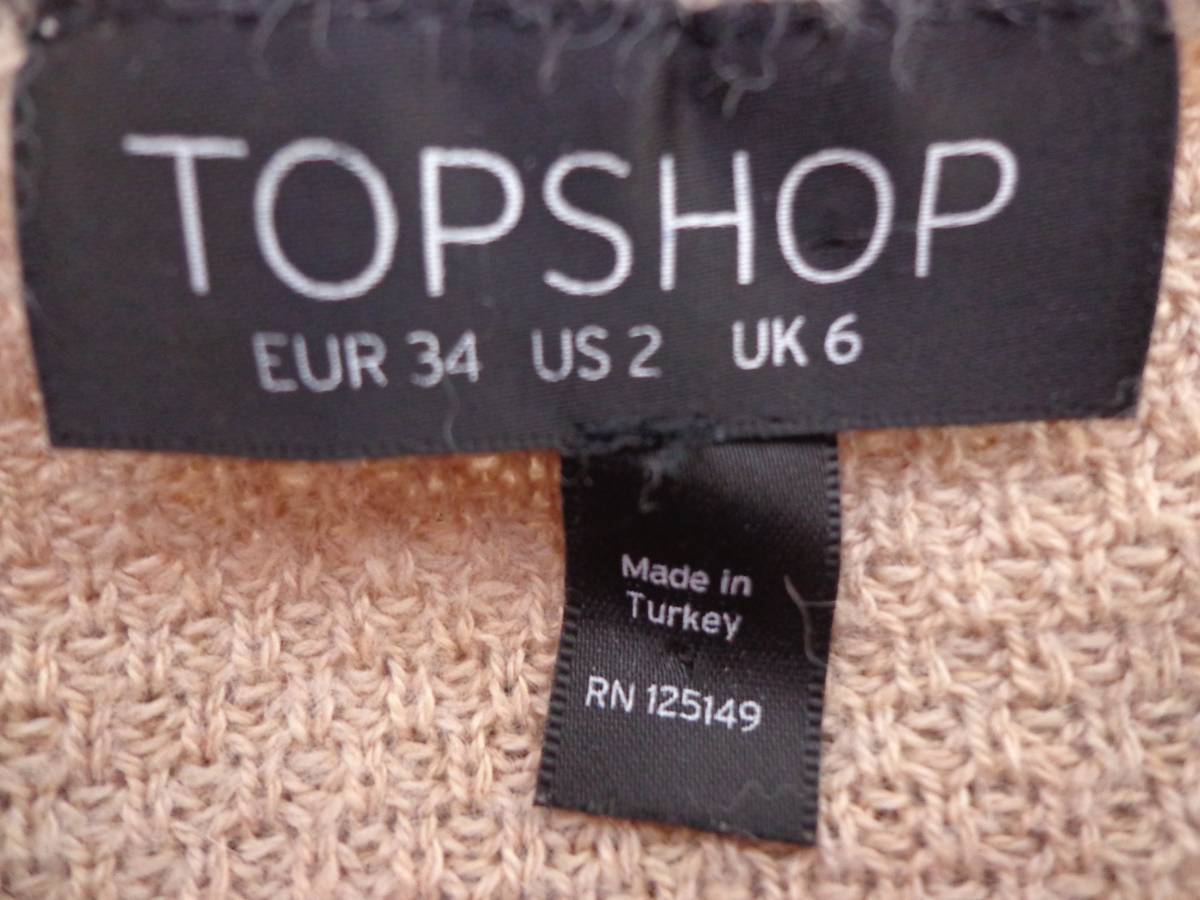 TOPSHOP
EUR 34 US 2 UK 6
Made in
Turkey
RN 125149